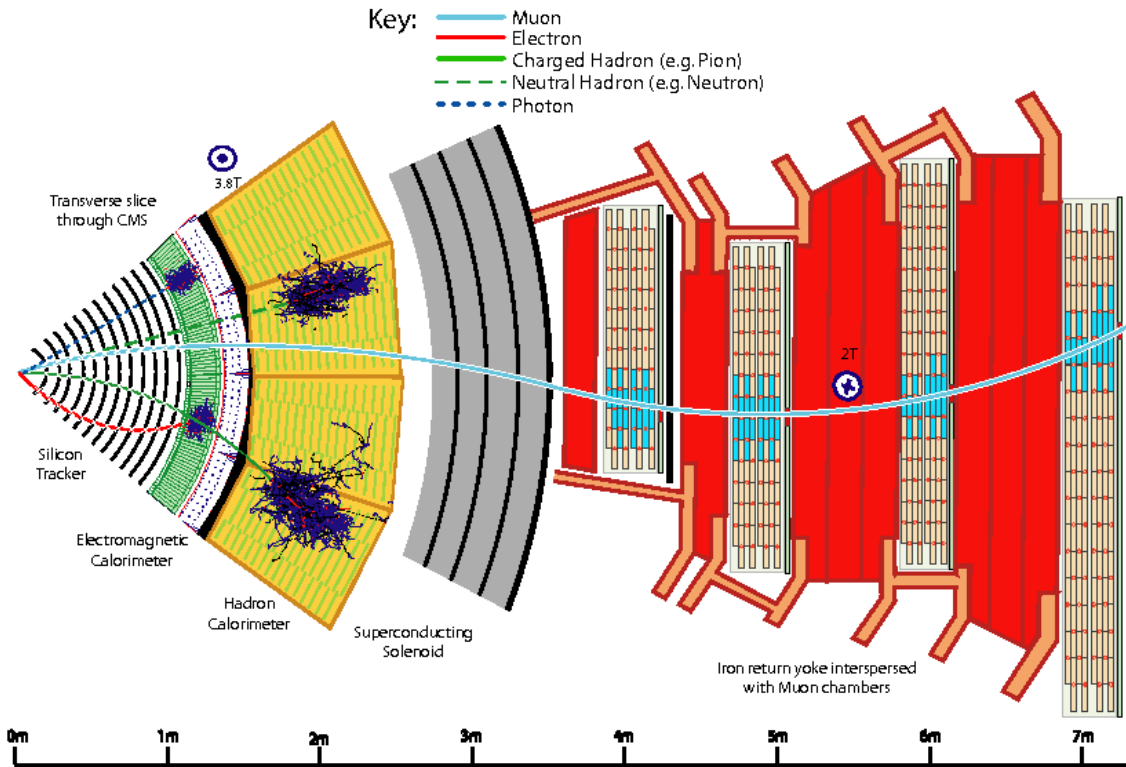 Key:
Muon
Electron
Charged Hadron (e.g. Pion)
Neutral Hadron (e.g. Neutron)
Photon
3.8T
Transverse slice
through CMS
2T
Silicon
Tracker
Electromagnetic
Calorimeter
Hadron
Calorimeter
Superconducting
Solenoid
Iron return yoke interspersed
with Muon chambers
0m 1m 2m 3m 4m 5m 6m 7m